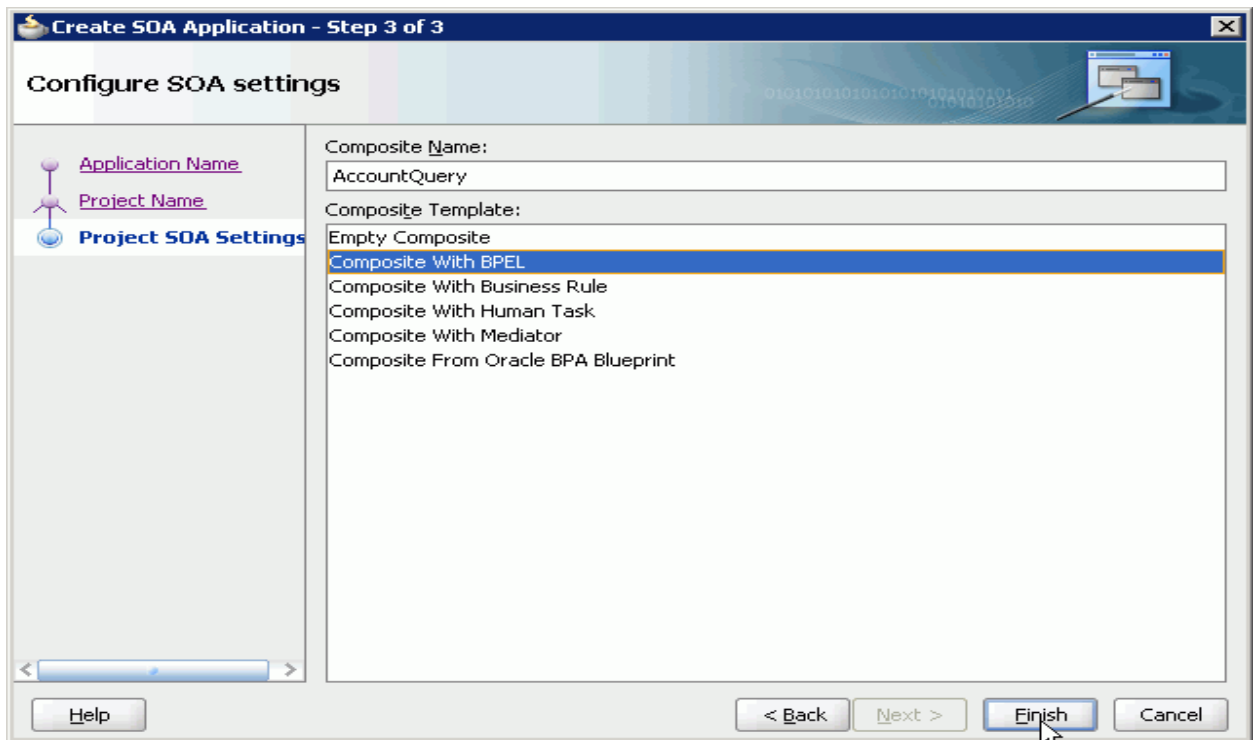 Create SOA Application - Step 3 of 3
Configure SOA settings
Application Name
Project Name
Project SOA Settings
Composite Name:
AccountQuery
Composite Template:
Empty Composite
Composite With BPEL
Composite With Business Rule
Composite With Human Task
Composite With Mediator
Composite From Oracle BPA Blueprint
Help
< Back
Next >
Finish
Cancel